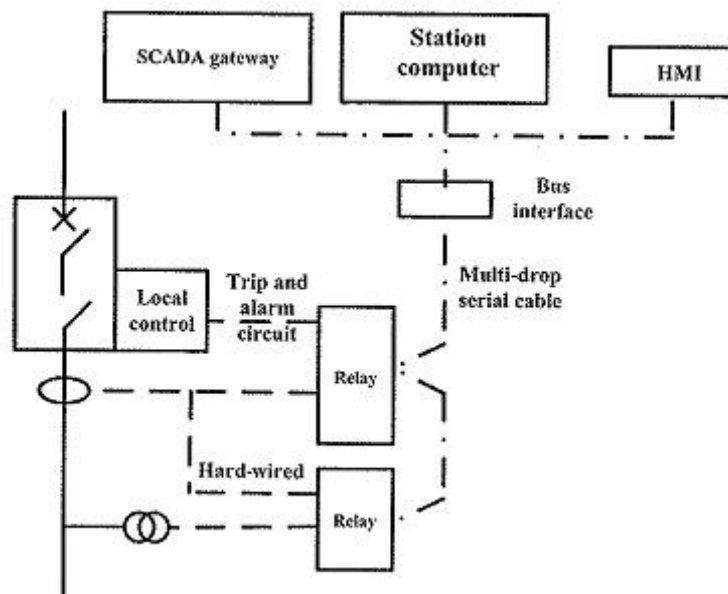 SCADA gateway
Station
computer
HMI
Bus
interface
Multi-drop
serial cable
Local
control
Trip and
alarm
circuit
Relay
Hard-wired
Relay